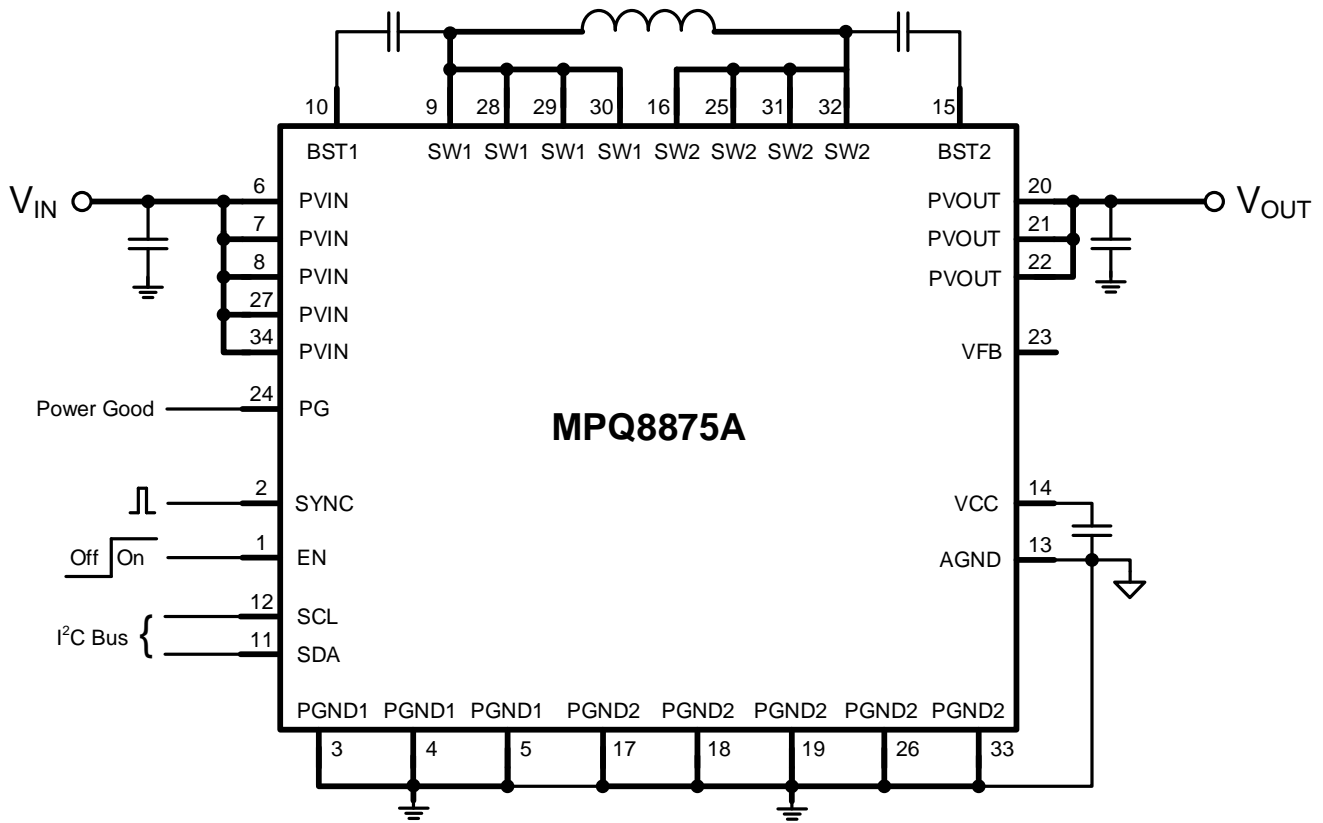 10 9 28 29 30 16 25 31 32 15
BST1 SW1 SW1 SW1 SW1 SW2 SW2 SW2 SW2 BST2
VIN
6 PVIN
7 PVIN
8 PVIN
27 PVIN
34 PVIN
PVOUT 20
VOUT
PVOUT 21
PVOUT 22
VFB 23
Power Good 24 PG
MPQ8875A
2 SYNC
VCC 14
Off On 1 EN
AGND 13
I²C Bus {
12 SCL
11 SDA
PGND1 PGND1 PGND1 PGND2 PGND2 PGND2 PGND2 PGND2
3 4 5 17 18 19 26 33